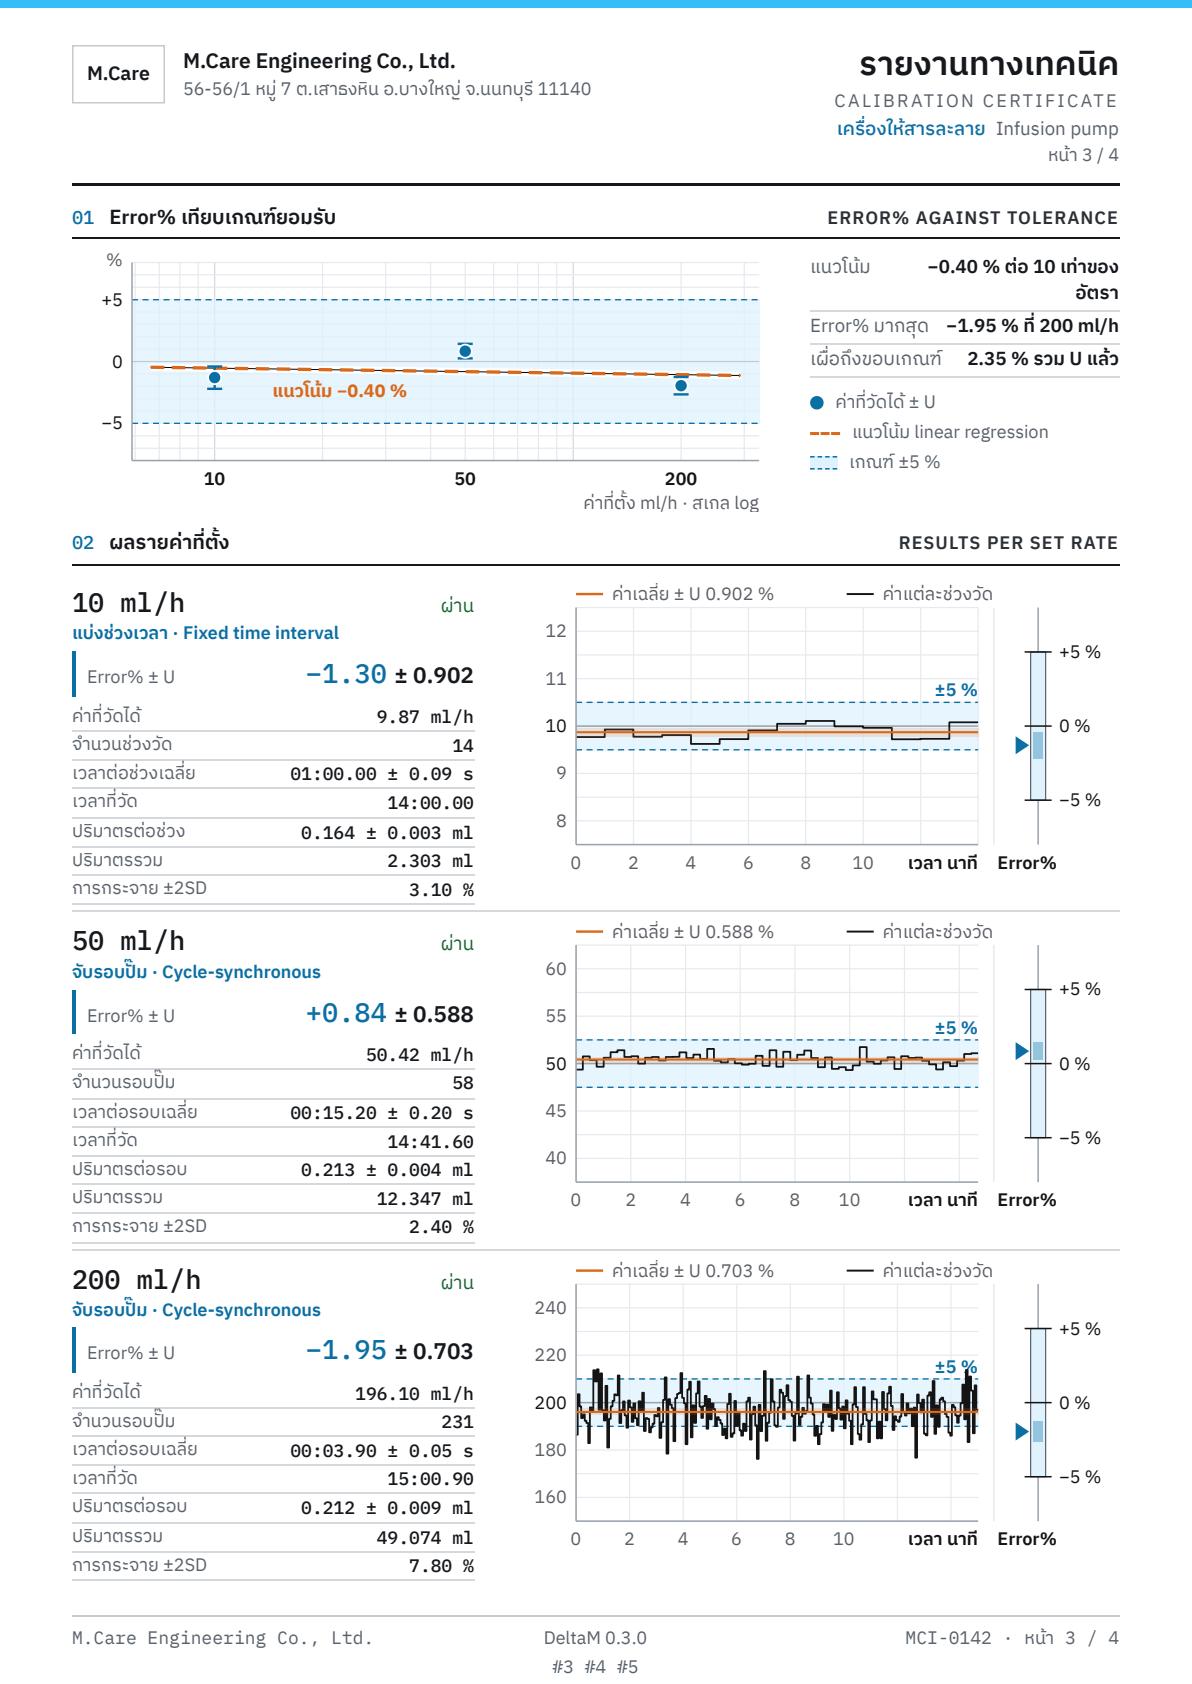 M.Care
M.Care Engineering Co., Ltd.
56-56/1 หมู่ 7 ต.เสาธงหิน อ.บางใหญ่ จ.นนทบุรี 11140
รายงานทางเทคนิค
CALIBRATION CERTIFICATE
เครื่องให้สารละลาย Infusion pump
หน้า 3 / 4
01 Error% เทียบเกณฑ์ยอมรับ
ERROR% AGAINST TOLERANCE
%
+5
0
−5
แนวโน้ม −0.40 %
10 50 200
ค่าที่ตั้ง ml/h · สเกล log
แนวโน้ม −0.40 % ต่อ 10 เท่าของ
อัตรา
Error% มากสุด −1.95 % ที่ 200 ml/h
เผื่อถึงขอบเกณฑ์ 2.35 % รวม U แล้ว
ค่าที่วัดได้ ± U
แนวโน้ม linear regression
เกณฑ์ ±5 %
02 ผลรายค่าที่ตั้ง
RESULTS PER SET RATE
10 ml/h ผ่าน
แบ่งช่วงเวลา · Fixed time interval
Error% ± U −1.30 ± 0.902
ค่าที่วัดได้ 9.87 ml/h
จำนวนช่วงวัด 14
เวลาต่อช่วงเฉลี่ย 01:00.00 ± 0.09 s
เวลาที่วัด 14:00.00
ปริมาตรต่อช่วง 0.164 ± 0.003 ml
ปริมาตรรวม 2.303 ml
การกระจาย ±2SD 3.10 %
ค่าเฉลี่ย ± U 0.902 % ค่าแต่ละช่วงวัด
12
11
10
9
8
±5 %
0 2 4 6 8 10 เวลา นาที
+5 %
0 %
−5 %
Error%
50 ml/h ผ่าน
จับรอบปั๊ม · Cycle-synchronous
Error% ± U +0.84 ± 0.588
ค่าที่วัดได้ 50.42 ml/h
จำนวนรอบปั๊ม 58
เวลาต่อรอบเฉลี่ย 00:15.20 ± 0.20 s
เวลาที่วัด 14:41.60
ปริมาตรต่อรอบ 0.213 ± 0.004 ml
ปริมาตรรวม 12.347 ml
การกระจาย ±2SD 2.40 %
ค่าเฉลี่ย ± U 0.588 % ค่าแต่ละช่วงวัด
60
55
50
45
40
±5 %
0 2 4 6 8 10 เวลา นาที
+5 %
0 %
−5 %
Error%
200 ml/h ผ่าน
จับรอบปั๊ม · Cycle-synchronous
Error% ± U −1.95 ± 0.703
ค่าที่วัดได้ 196.10 ml/h
จำนวนรอบปั๊ม 231
เวลาต่อรอบเฉลี่ย 00:03.90 ± 0.05 s
เวลาที่วัด 15:00.90
ปริมาตรต่อรอบ 0.212 ± 0.009 ml
ปริมาตรรวม 49.074 ml
การกระจาย ±2SD 7.80 %
ค่าเฉลี่ย ± U 0.703 % ค่าแต่ละช่วงวัด
240
220
200
180
160
±5 %
0 2 4 6 8 10 เวลา นาที
+5 %
0 %
−5 %
Error%
M.Care Engineering Co., Ltd.
DeltaM 0.3.0
#3 #4 #5
MCI-0142 · หน้า 3 / 4